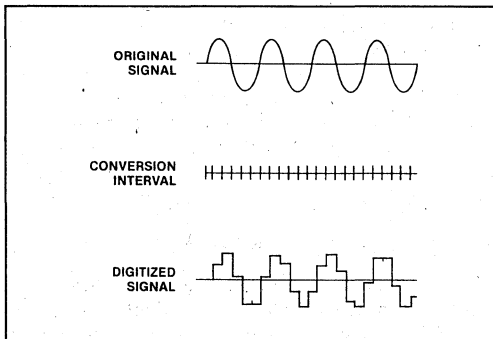 ORIGINAL
SIGNAL
CONVERSION
INTERVAL
DIGITIZED
SIGNAL